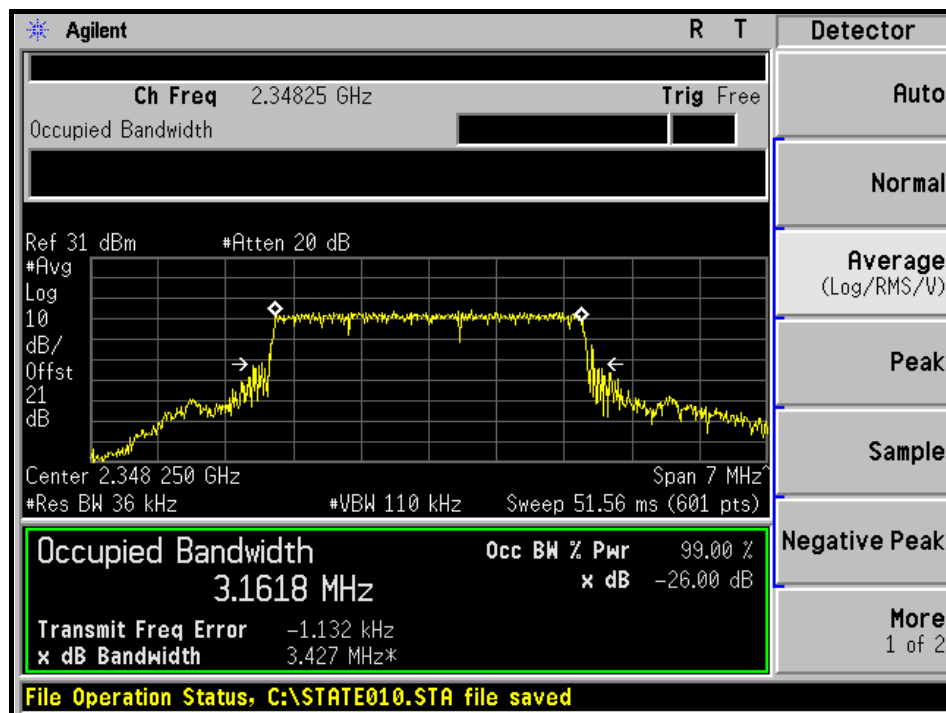 Agilent R T
Detector
Ch Freq 2.34825 GHz Trig Free
Occupied Bandwidth
Auto
Normal
Average
(Log/RMS/V)
Peak
Sample
Negative Peak
More
1 of 2
Ref 31 dBm #Atten 20 dB
#Avg
Log
10
dB/
Offst
21
dB
Center 2.348 250 GHz Span 7 MHz^
#Res BW 36 kHz #VBW 110 kHz Sweep 51.56 ms (601 pts)
Occupied Bandwidth Occ BW % Pwr 99.00 %
3.1618 MHz x dB -26.00 dB
Transmit Freq Error -1.132 kHz
x dB Bandwidth 3.427 MHz*
File Operation Status, C:\STATE010.STA file saved